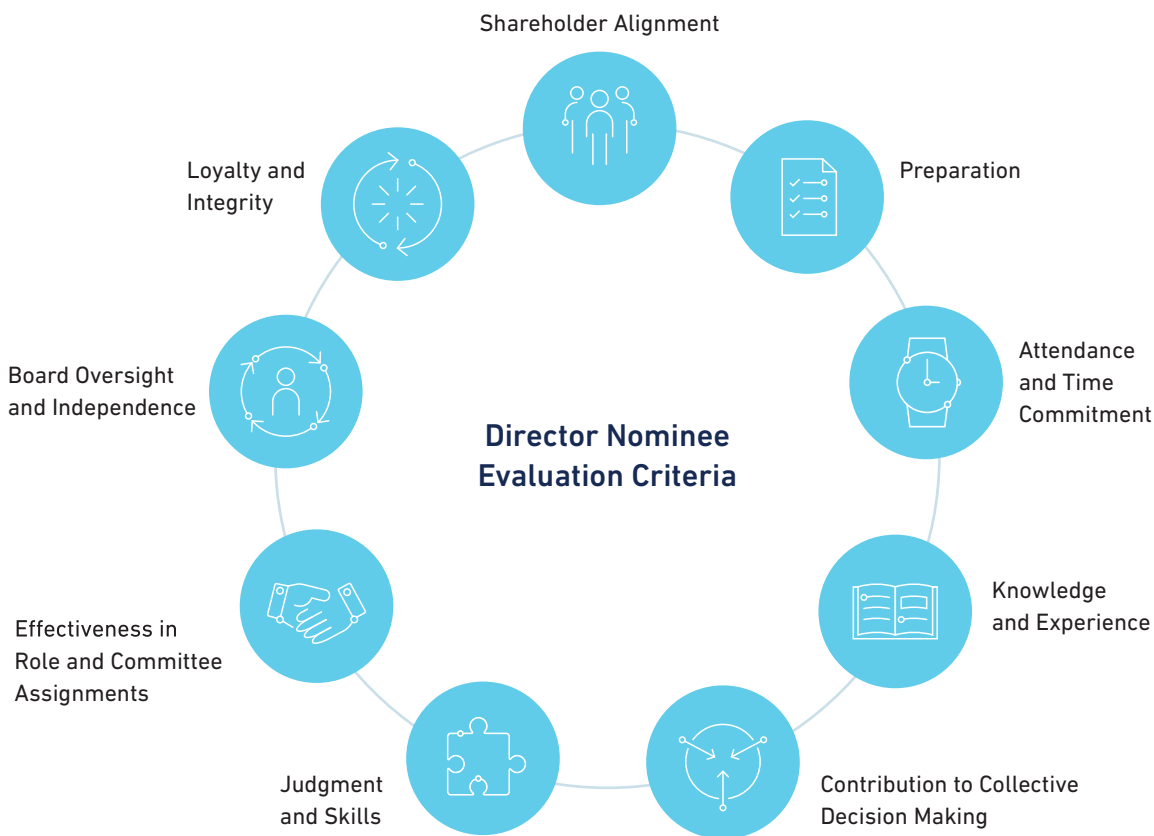 Shareholder Alignment
Preparation
Attendance
and Time
Commitment
Knowledge
and Experience
Contribution to Collective
Decision Making
Judgment
and Skills
Effectiveness in
Role and Committee
Assignments
Board Oversight
and Independence
Loyalty and
Integrity
Director Nominee
Evaluation Criteria